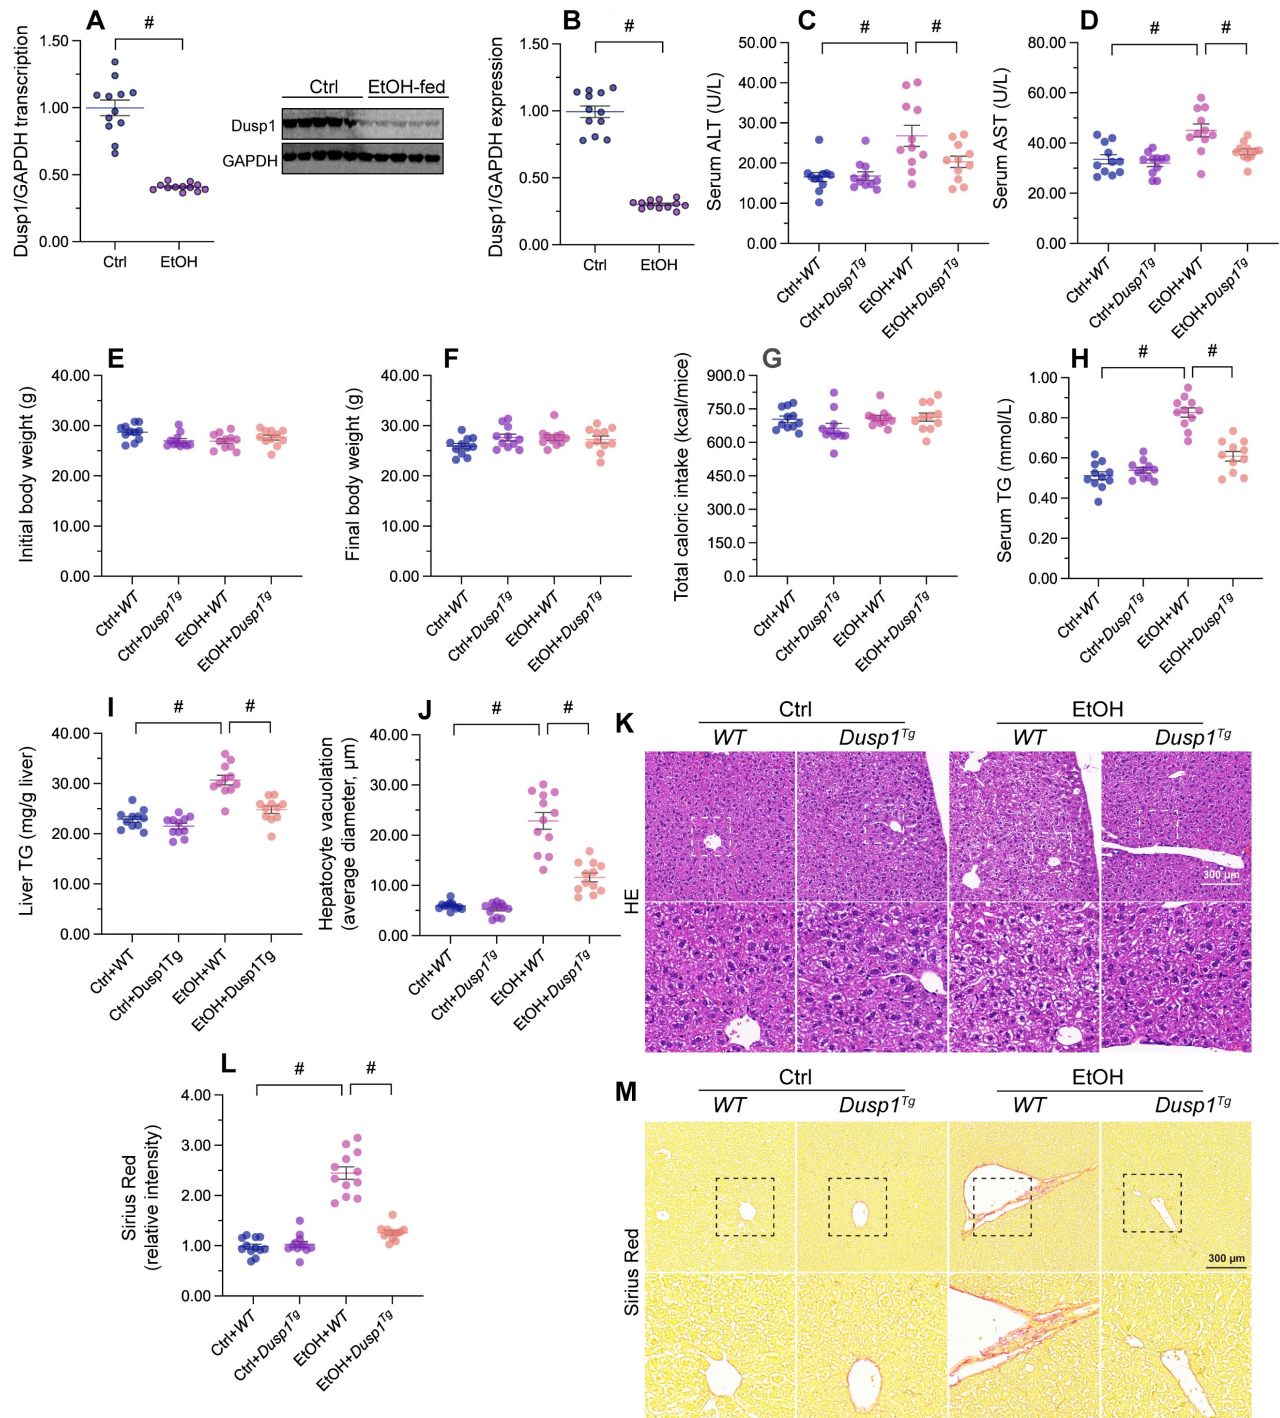 A
#
Dusp1/GAPDH transcription
1.50
1.00
0.50
0.00
Ctrl
EtOH
Ctrl
EtOH-fed
Dusp1
GAPDH
B
#
Dusp1/GAPDH expression
1.50
1.00
0.50
0.00
Ctrl
EtOH
C
#
#
Serum ALT (U/L)
50.00
40.00
30.00
20.00
10.00
0.00
Ctrl+WT
Ctrl+Dusp1Tg
EtOH+WT
EtOH+Dusp1Tg
D
#
#
Serum AST (U/L)
80.00
60.00
40.00
20.00
0.00
Ctrl+WT
Ctrl+Dusp1Tg
EtOH+WT
EtOH+Dusp1Tg
E
Initial body weight (g)
40.00
30.00
20.00
10.00
0.00
Ctrl+WT
Ctrl+Dusp1Tg
EtOH+WT
EtOH+Dusp1Tg
F
Final body weight (g)
40.00
30.00
20.00
10.00
0.00
Ctrl+WT
Ctrl+Dusp1Tg
EtOH+WT
EtOH+Dusp1Tg
G
Total caloric intake (kcal/mice)
900.0
750.0
600.0
450.0
300.0
150.0
0.0
Ctrl+WT
Ctrl+Dusp1Tg
EtOH+WT
EtOH+Dusp1Tg
H
#
#
Serum TG (mmol/L)
1.00
0.80
0.60
0.40
0.20
0.00
Ctrl+WT
Ctrl+Dusp1Tg
EtOH+WT
EtOH+Dusp1Tg
I
#
#
Liver TG (mg/g liver)
40.00
30.00
20.00
10.00
0.00
Ctrl+WT
Ctrl+Dusp1Tg
EtOH+WT
EtOH+Dusp1Tg
J
#
#
Hepatocyte vacuolation
(average diameter, μm)
40.00
30.00
20.00
10.00
0.00
Ctrl+WT
Ctrl+Dusp1Tg
EtOH+WT
EtOH+Dusp1Tg
K
Ctrl
EtOH
WT
Dusp1Tg
WT
Dusp1Tg
HE
300 μm
L
#
#
Sirius Red
(relative intensity)
4.00
3.00
2.00
1.00
0.00
Ctrl+WT
Ctrl+Dusp1Tg
EtOH+WT
EtOH+Dusp1Tg
M
Ctrl
EtOH
WT
Dusp1Tg
WT
Dusp1Tg
Sirius Red
300 μm